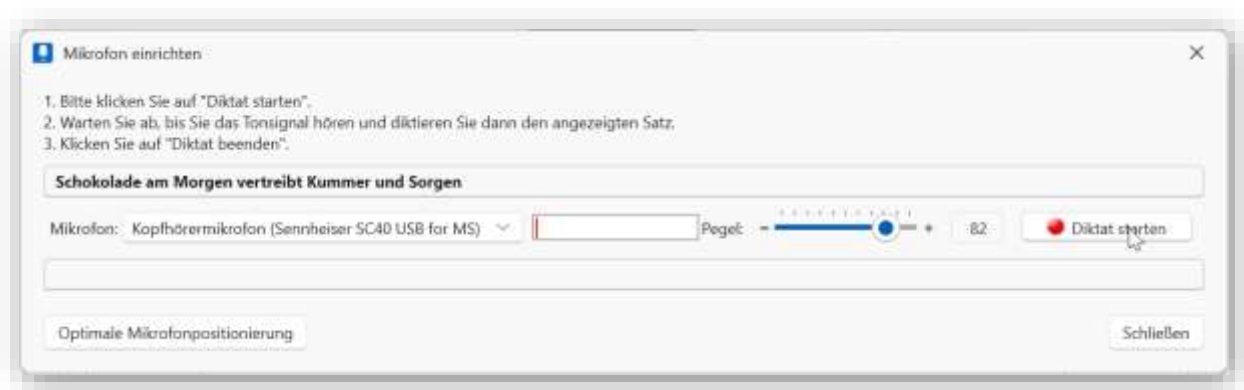 Mikrofon einrichten
1. Bitte klicken Sie auf "Diktat starten".
2. Warten Sie ab, bis Sie das Tonsignal hören und diktieren Sie dann den angezeigten Satz.
3. Klicken Sie auf "Diktat beenden".
Schokolade am Morgen vertreibt Kummer und Sorgen
Mikrofon: Kopfhörermikrofon (Sennheiser SC40 USB for MS) Pegel: - + 82 Diktat starten
Optimale Mikrofonpositionierung Schließen